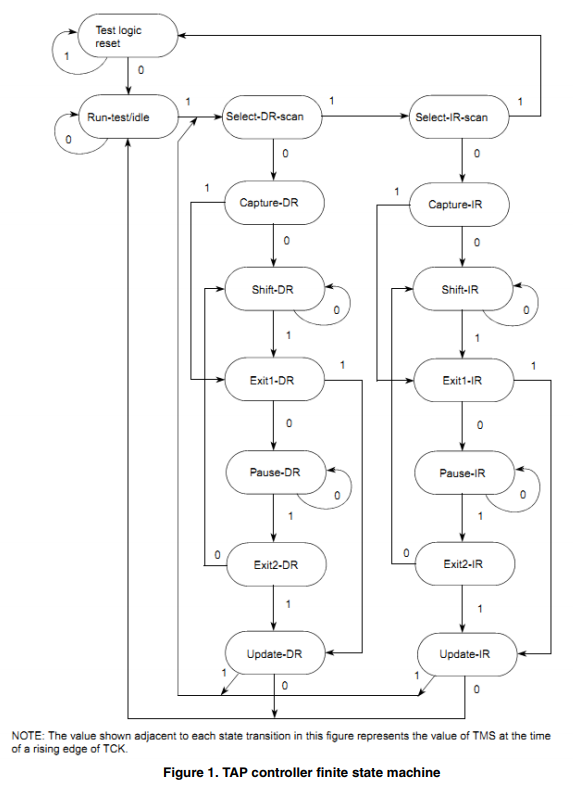 Test logic
reset
1
0
Run-test/idle
0
1
Select-DR-scan
1
Select-IR-scan
1
0
0
1
Capture-DR
1
Capture-IR
0
0
Shift-DR
0
Shift-IR
0
1
1
Exit1-DR
1
Exit1-IR
1
0
0
Pause-DR
0
Pause-IR
0
1
1
0
Exit2-DR
0
Exit2-IR
1
1
Update-DR
Update-IR
1
0
1
0
NOTE: The value shown adjacent to each state transition in this figure represents the value of TMS at the time
of a rising edge of TCK.
Figure 1. TAP controller finite state machine